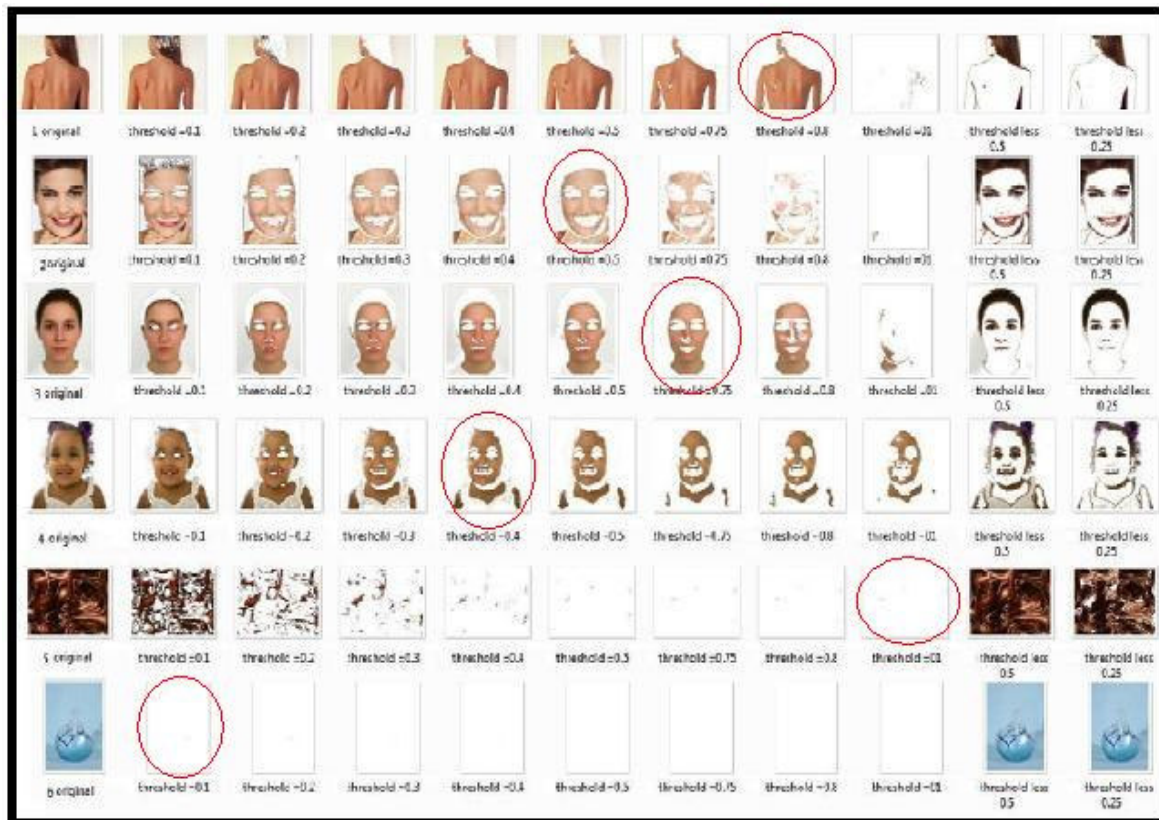 1 original threshold =0.1 threshold =0.2 threshold =0.3 threshold =0.4 threshold =0.5 threshold =0.75 threshold =0.8 threshold =01 threshold less threshold less
0.5 0.25
2original threshold =0.1 threshold =0.2 threshold =0.3 threshold =0.4 threshold =0.5 threshold =0.75 threshold =0.8 threshold =01 threshold less threshold less
0.5 0.25
3 original threshold =0.1 threshold =0.2 threshold =0.3 threshold =0.4 threshold =0.5 threshold =0.75 threshold =0.8 threshold =01 threshold less threshold less
0.5 0.25
4 original threshold =0.1 threshold =0.2 threshold =0.3 threshold =0.4 threshold =0.5 threshold =0.75 threshold =0.8 threshold =01 threshold less threshold less
0.5 0.25
5 original threshold =0.1 threshold =0.2 threshold =0.3 threshold =0.4 threshold =0.5 threshold =0.75 threshold =0.8 threshold =01 threshold less threshold less
0.5 0.25
6 original threshold =0.1 threshold =0.2 threshold =0.3 threshold =0.4 threshold =0.5 threshold =0.75 threshold =0.8 threshold =01 threshold less threshold less
0.5 0.25